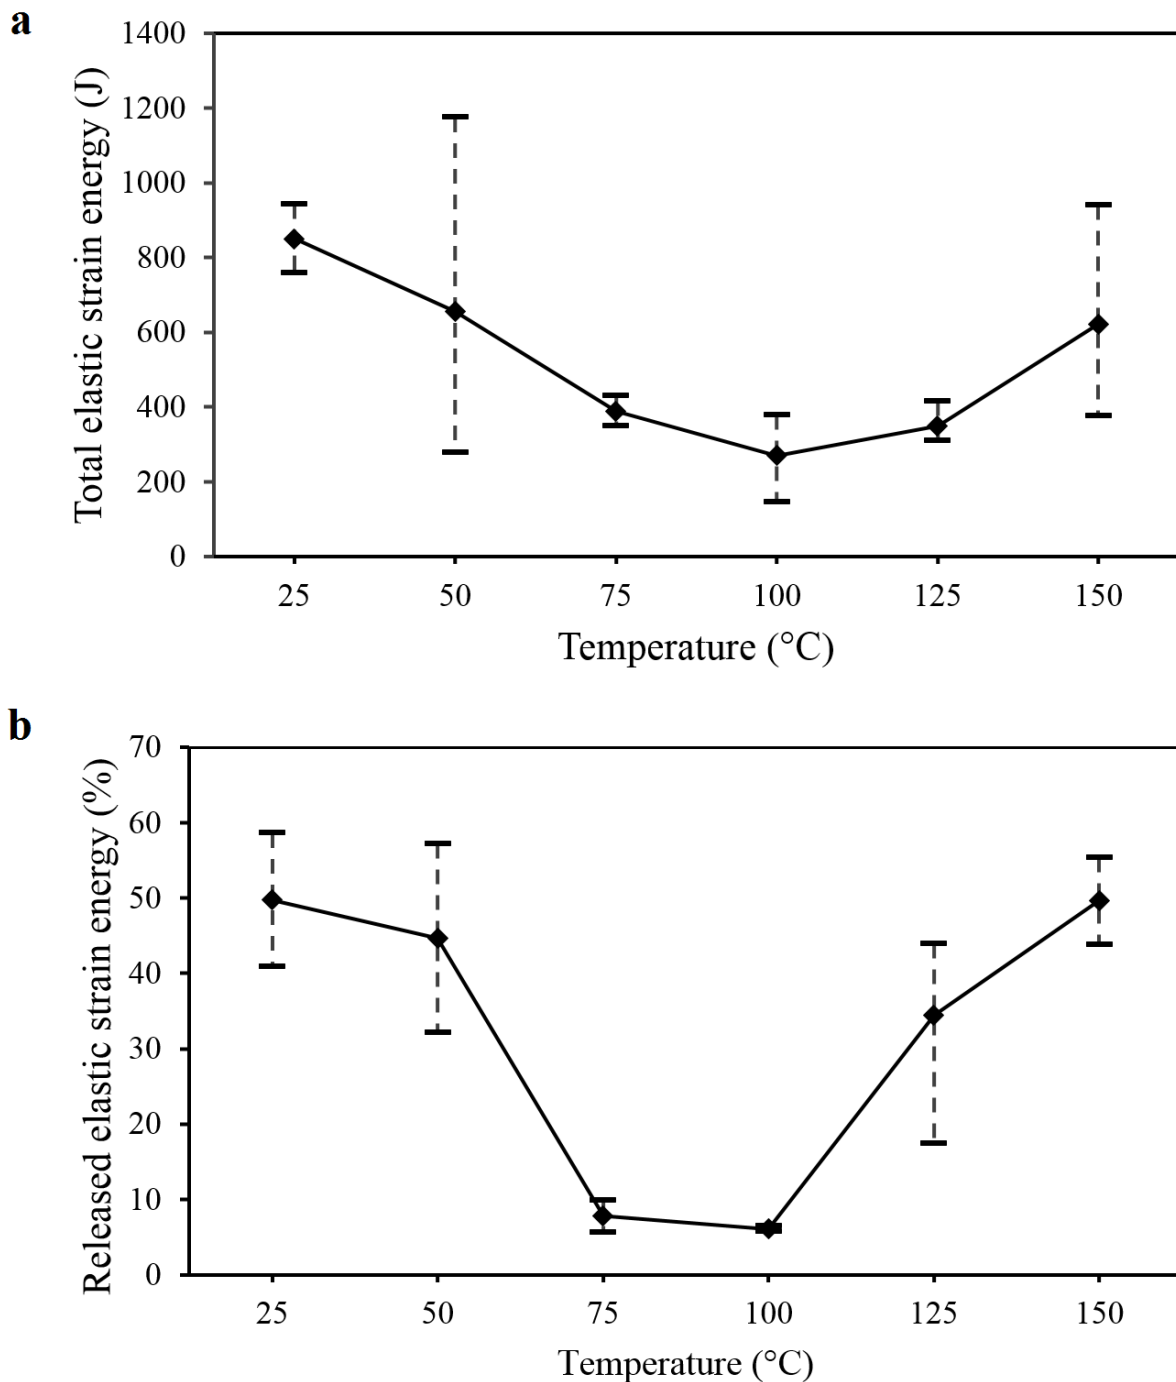 a
Total elastic strain energy (J)
1400
1200
1000
800
600
400
200
0
25 50 75 100 125 150
Temperature (°C)
b
Released elastic strain energy (%)
70
60
50
40
30
20
10
0
25 50 75 100 125 150
Temperature (°C)